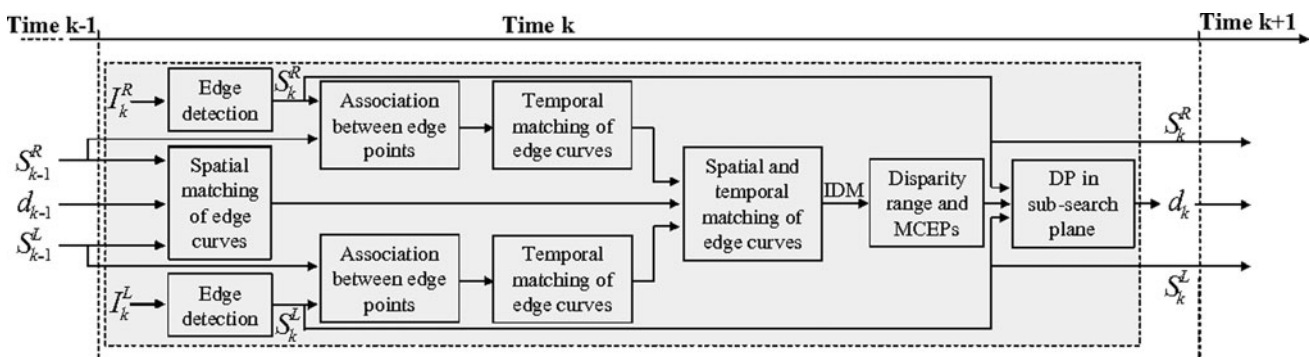 Time k-1
Time k
Time k+1
I_k^R
Edge
detection
S_k^R
Association
between edge
points
Temporal
matching of
edge curves
S_{k-1}^R
d_{k-1}
S_{k-1}^L
Spatial
matching
of edge
curves
Spatial and
temporal
matching of
edge curves
IDM
Disparity
range and
MCEPs
DP in
sub-search
plane
S_k^R
d_k
S_k^L
Association
between edge
points
Temporal
matching of
edge curves
I_k^L
Edge
detection
S_k^L